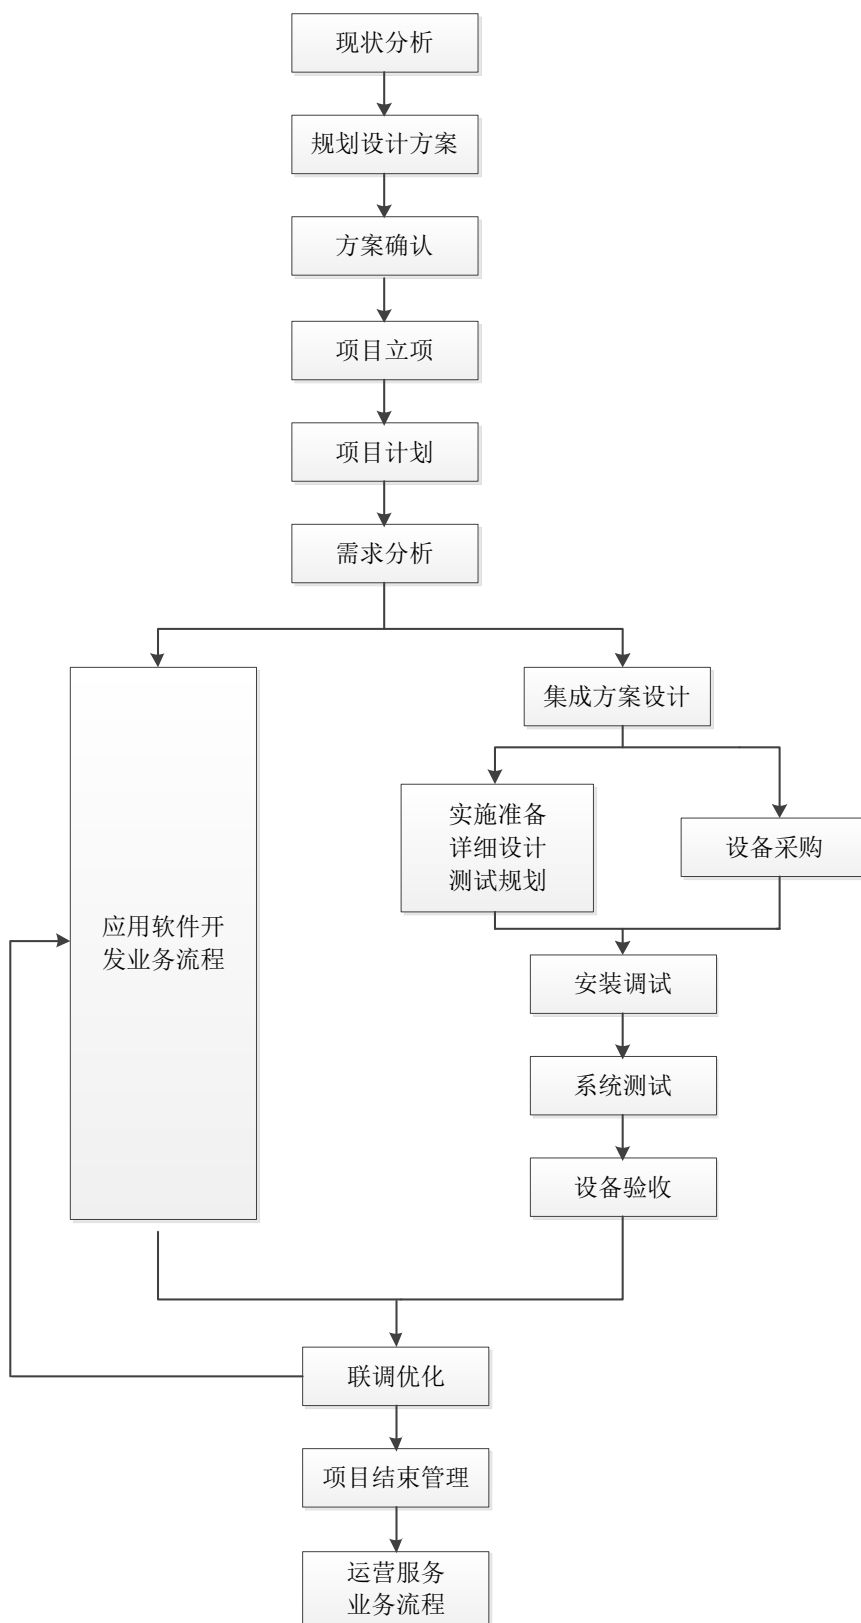 现状分析
规划设计方案
方案确认
项目立项
项目计划
需求分析
应用软件开
发业务流程
集成方案设计
实施准备
详细设计
测试规划
设备采购
安装调试
系统测试
设备验收
联调优化
项目结束管理
运营服务
业务流程